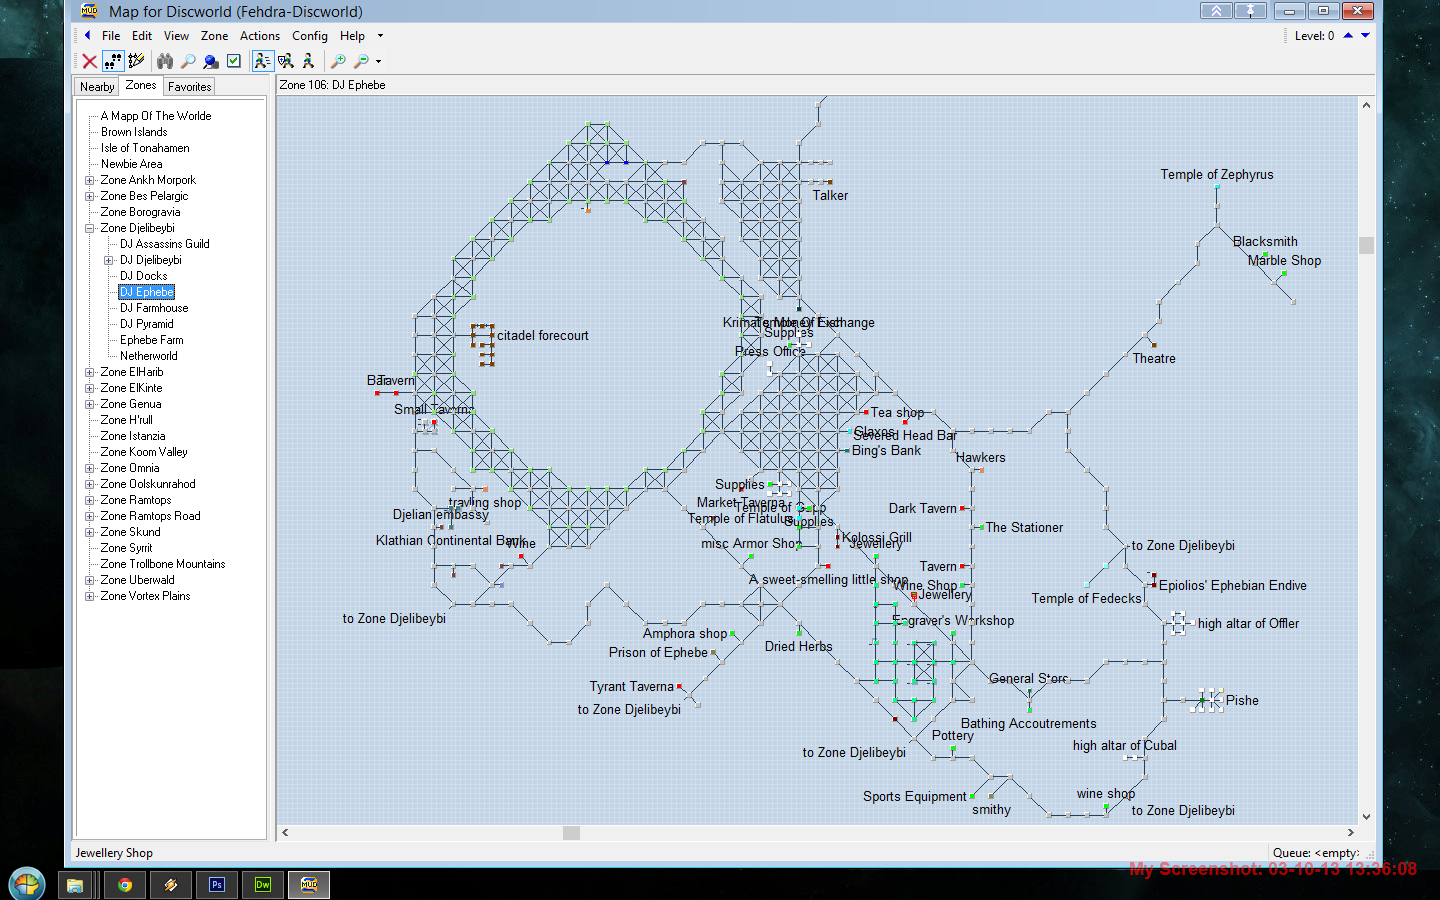 Map for Discworld (Fehdra-Discworld)
File Edit View Zone Actions Config Help
Level: 0
Nearby Zones Favorites
Zone 106: DJ Ephebe
A Mapp Of The Worlde
Brown Islands
Isle of Tonahamen
Newbie Area
Zone Ankh Morpork
Zone Bes Pelargic
Zone Borogravia
Zone Djelibeybi
DJ Assassins Guild
DJ Djelibeybi
DJ Docks
DJ Ephebe
DJ Farmhouse
DJ Pyramid
Ephebe Farm
Netherworld
Zone ElHarib
Zone ElKinte
Zone Genua
Zone H'rull
Zone Istanzia
Zone Koom Valley
Zone Omnia
Zone Oolskunrahod
Zone Ramtops
Zone Ramtops Road
Zone Skund
Zone Syrrit
Zone Trollbone Mountains
Zone Uberwald
Zone Vortex Plains
Temple of Zephyrus
Talker
Blacksmith
Marble Shop
Money Exchange
Supplies
citadel forecourt
Press Office
Theatre
Tavern
Small Tavern
Tea shop
Severed Head Bar
Bing's Bank
Hawkers
Supplies
travling shop
Market Taverna
Dark Tavern
Djelian embassy
Temple of Flatulus
Supplies
The Stationer
Klathian Continental Bank
Wine
misc Armor Shop
Kolossi Grill
Jewellery
to Zone Djelibeybi
Tavern
A sweet-smelling little shop
Wine Shop
Epiolios' Ephebian Endive
Jewellery
Temple of Fedecks
to Zone Djelibeybi
Engraver's Workshop
high altar of Offler
Amphora shop
Dried Herbs
Prison of Ephebe
General Store
Tyrant Taverna
Pishe
to Zone Djelibeybi
Bathing Accoutrements
Pottery
high altar of Cubal
to Zone Djelibeybi
Sports Equipment
wine shop
smithy
to Zone Djelibeybi
Jewellery Shop
Queue: <empty>
My Screenshot: 03-10-13 13:36:08
Ps
Dw
MUD